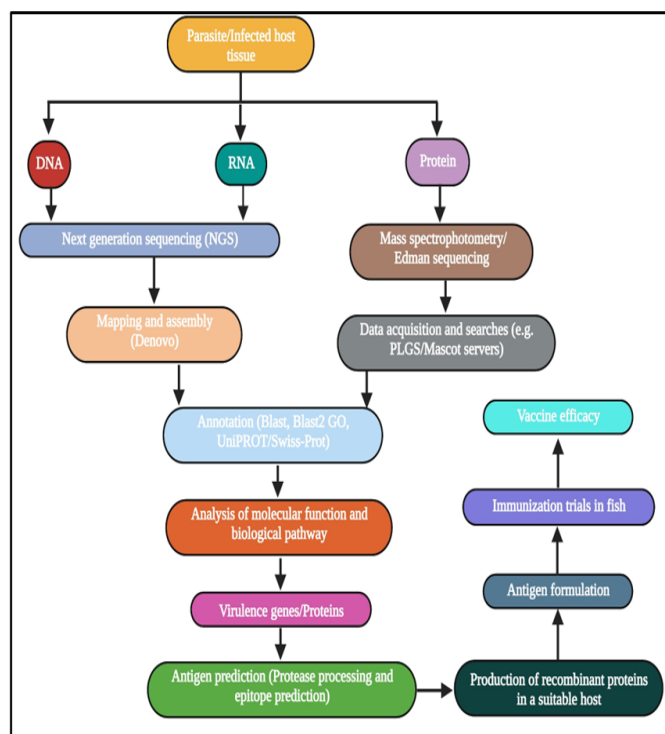 Parasite/Infected host
tissue
DNA
RNA
Protein
Next generation sequencing (NGS)
Mass spectrophotometry/
Edman sequencing
Mapping and assembly
(Denovo)
Data acquisition and searches (e.g.
PLGS/Mascot servers)
Annotation (Blast, Blast2 GO,
UniPROT/Swiss-Prot)
Vaccine efficacy
Analysis of molecular function and
biological pathway
Immunization trials in fish
Virulence genes/Proteins
Antigen formulation
Antigen prediction (Protease processing and
epitope prediction)
Production of recombinant proteins
in a suitable host